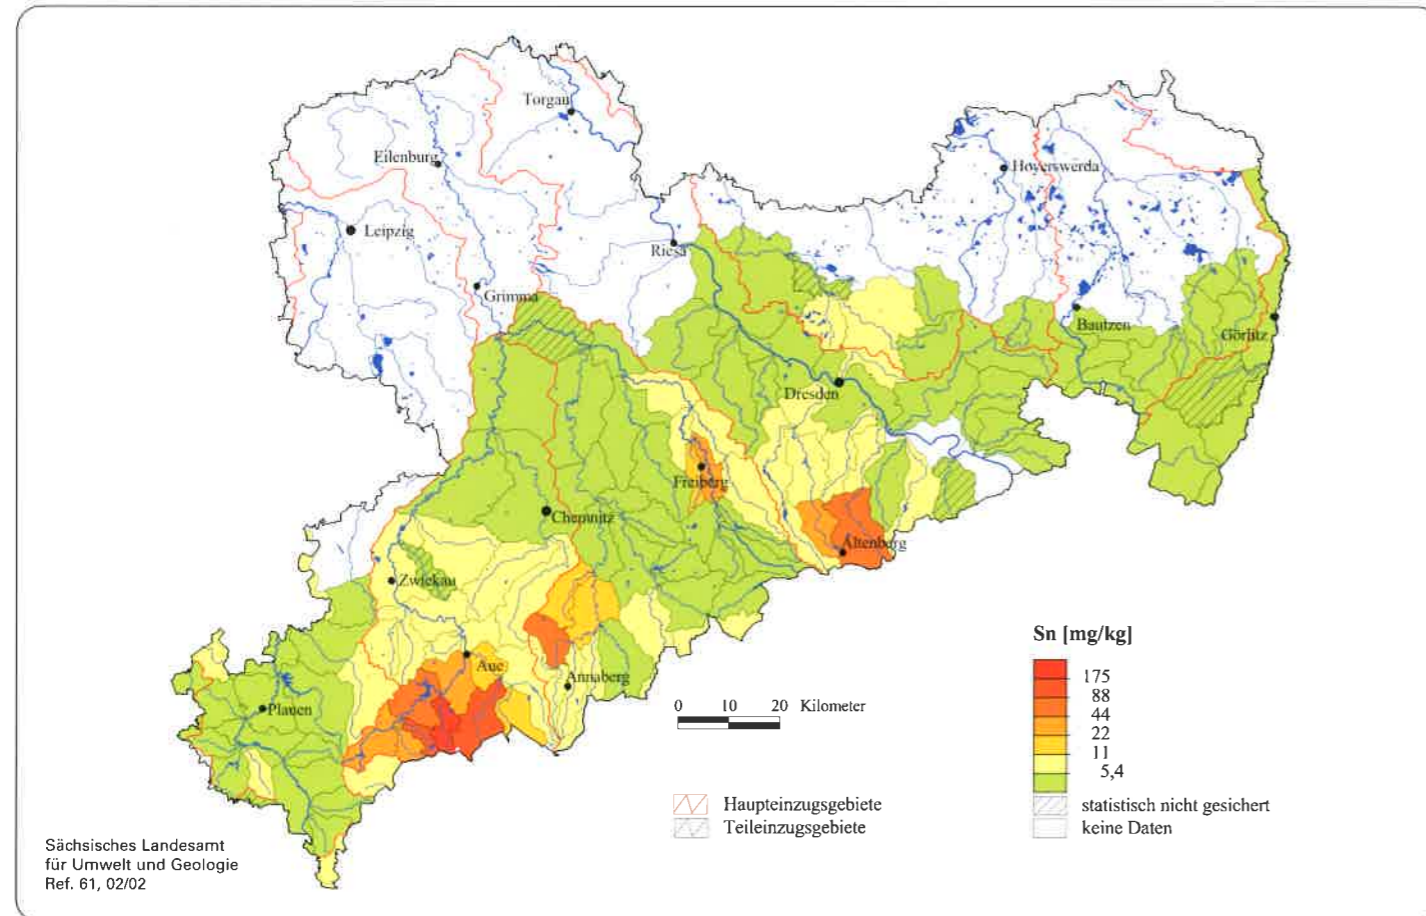 Torgau
Eilenburg
Hoyerswerda
Leipzig
Riesa
Grimma
Bautzen
Görlitz
Dresden
Freiberg
Chemnitz
Altenberg
Zwickau
Aue
Annaberg
Plauen
Sn [mg/kg]
175
88
44
22
11
5,4
statistisch nicht gesichert
keine Daten
0 10 20 Kilometer
Haupteinzugsgebiete
Teileinzugsgebiete
Sächsisches Landesamt
für Umwelt und Geologie
Ref. 61, 02/02